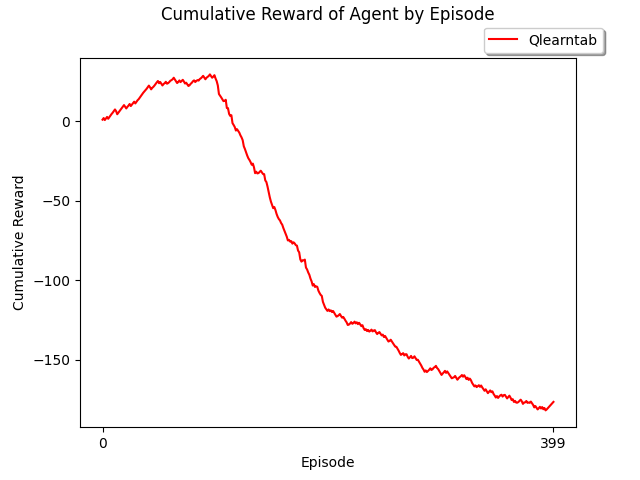 Cumulative Reward of Agent by Episode
Qlearntab
0
−50
−100
−150
Cumulative Reward
0
399
Episode